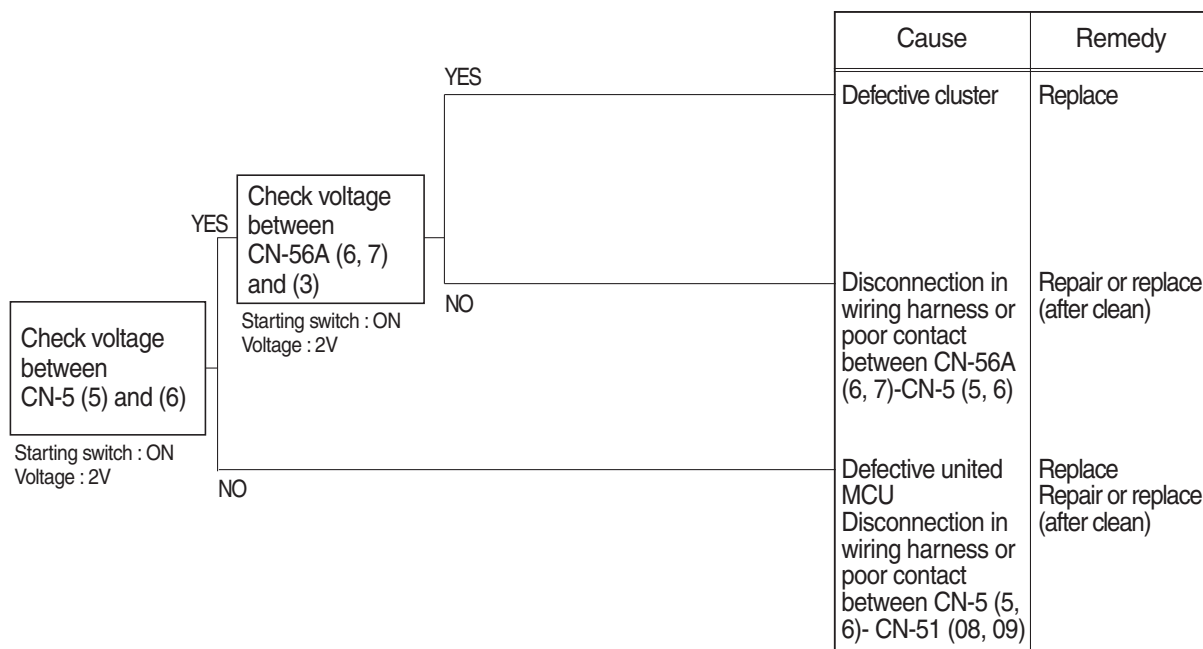 Cause Remedy
YES
Defective cluster Replace
Check voltage
between
CN-56A (6, 7)
and (3)
YES
Starting switch : ON
Voltage : 2V
NO
Disconnection in
wiring harness or
poor contact
between CN-56A
(6, 7)-CN-5 (5, 6)
Repair or replace
(after clean)
Check voltage
between
CN-5 (5) and (6)
Starting switch : ON
Voltage : 2V
NO
Defective united
MCU
Disconnection in
wiring harness or
poor contact
between CN-5 (5,
6)- CN-51 (08, 09)
Replace
Repair or replace
(after clean)